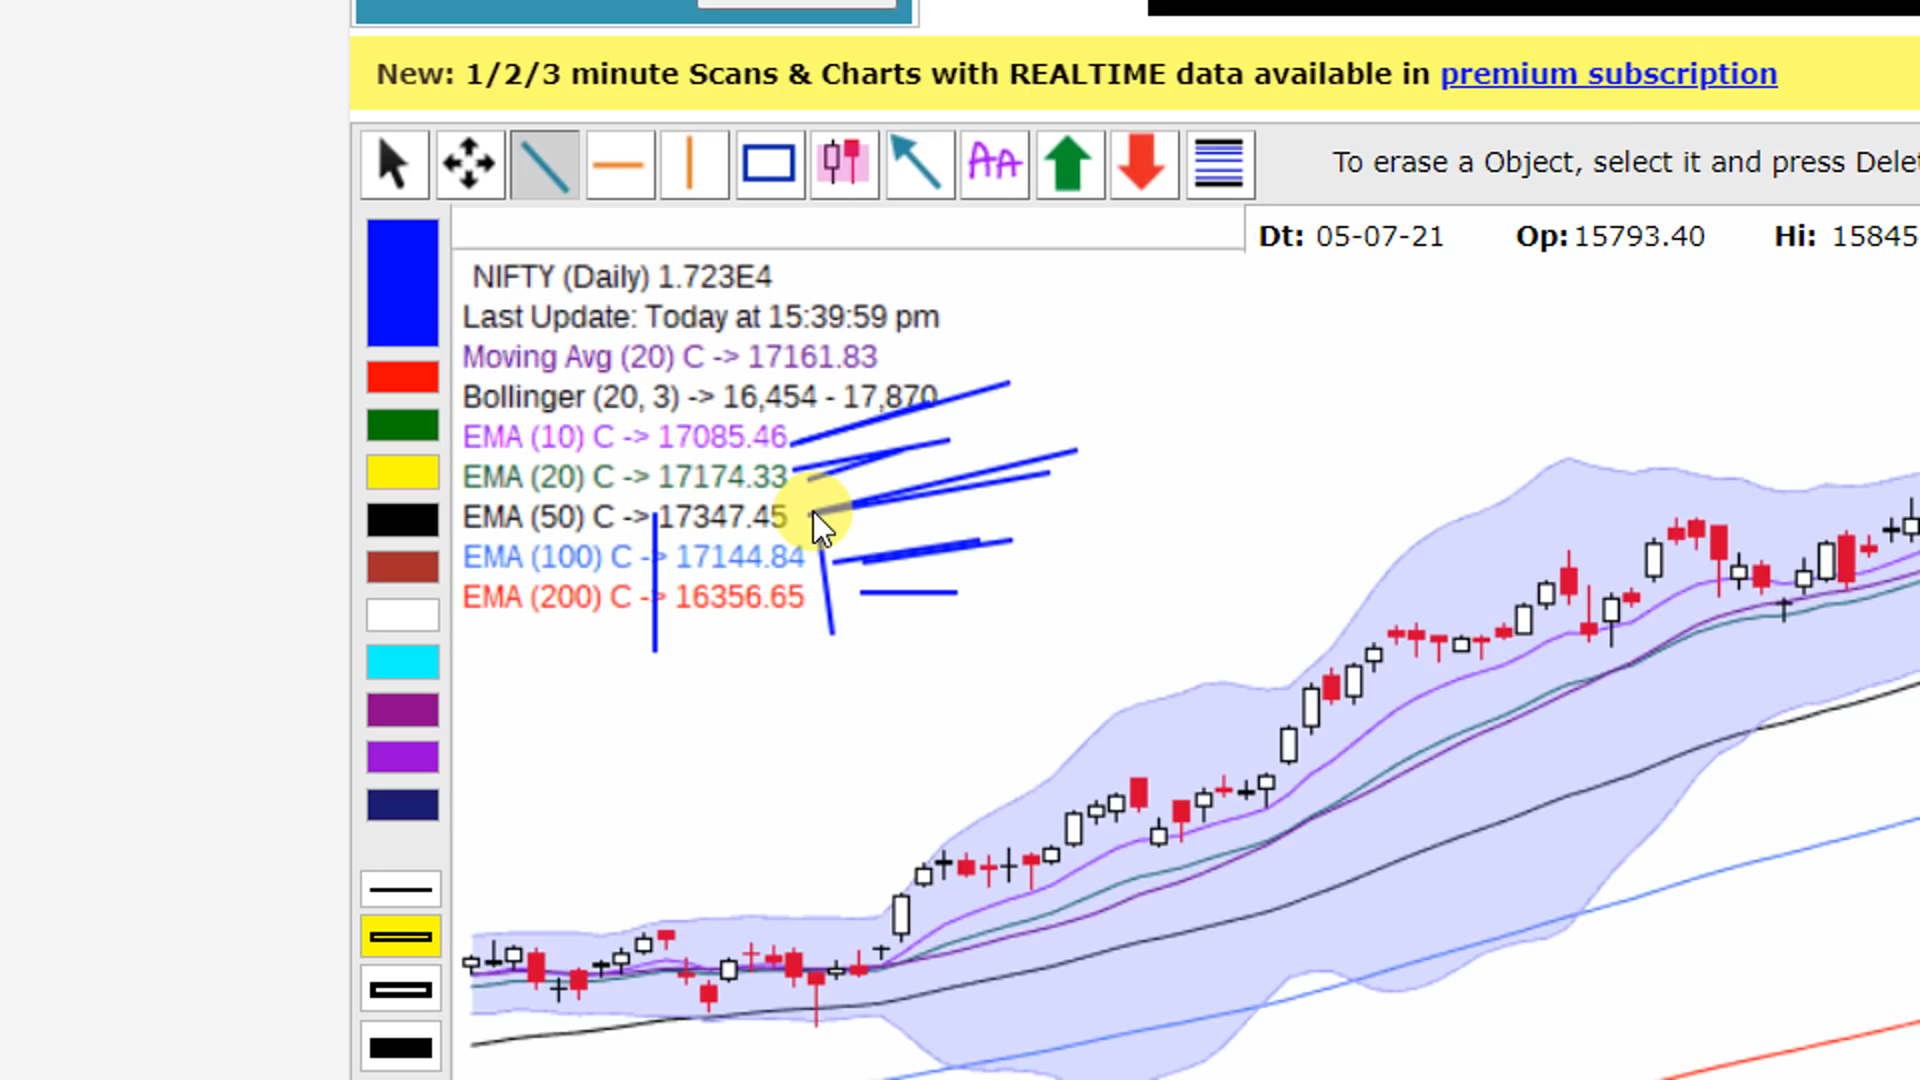 New: 1/2/3 minute Scans & Charts with REALTIME data available in premium subscription
AA
To erase a Object, select it and press Delet
Dt: 05-07-21 Op: 15793.40 Hi: 15845
NIFTY (Daily) 1.723E4
Last Update: Today at 15:39:59 pm
Moving Avg (20) C -> 17161.83
Bollinger (20, 3) -> 16,454 - 17,870
EMA (10) C -> 17085.46
EMA (20) C -> 17174.33
EMA (50) C -> 17347.45
EMA (100) C -> 17144.84
EMA (200) C -> 16356.65